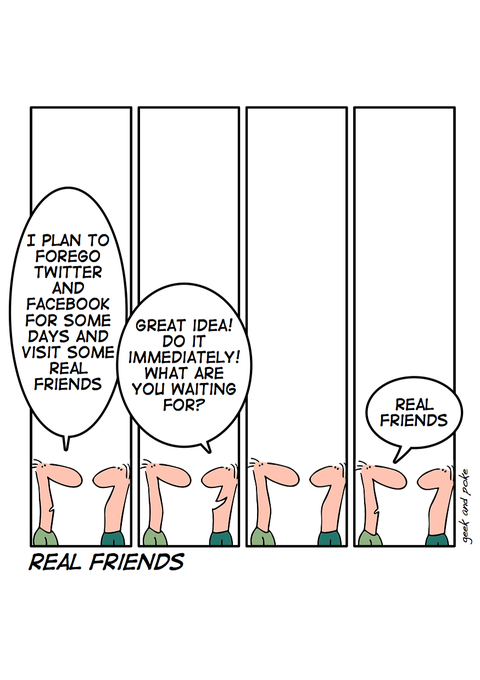 I PLAN TO
FOREGO
TWITTER
AND
FACEBOOK
FOR SOME
DAYS AND
VISIT SOME
REAL
FRIENDS
GREAT IDEA!
DO IT
IMMEDIATELY!
WHAT ARE
YOU WAITING
FOR?
REAL
FRIENDS
geek and poke
REAL FRIENDS